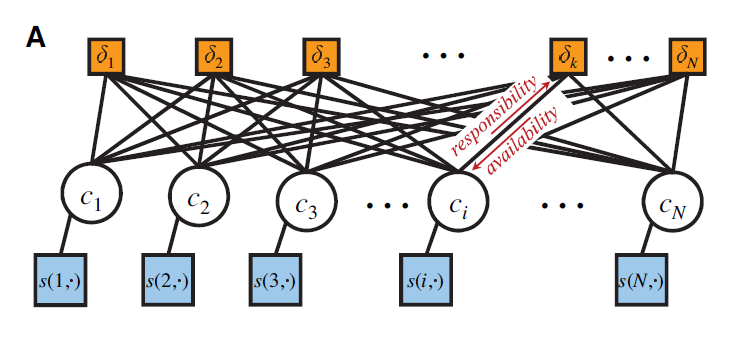 A
δ1 δ2 δ3 ... δk ... δN
responsibility
availability
c1 c2 c3 ... ci ... cN
s(1,·) s(2,·) s(3,·) s(i,·) s(N,·)